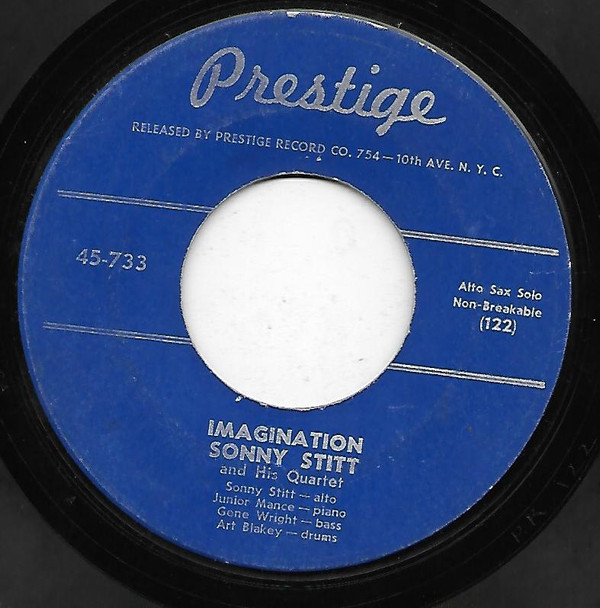 Prestige
RELEASED BY PRESTIGE RECORD CO. 754—10th AVE. N. Y. C.
45-733
Alto Sax Solo
Non-Breakable
(122)
IMAGINATION
SONNY STITT
and His Quartet
Sonny Stitt—alto
Junior Mance—piano
Gene Wright—bass
Art Blakey—drums